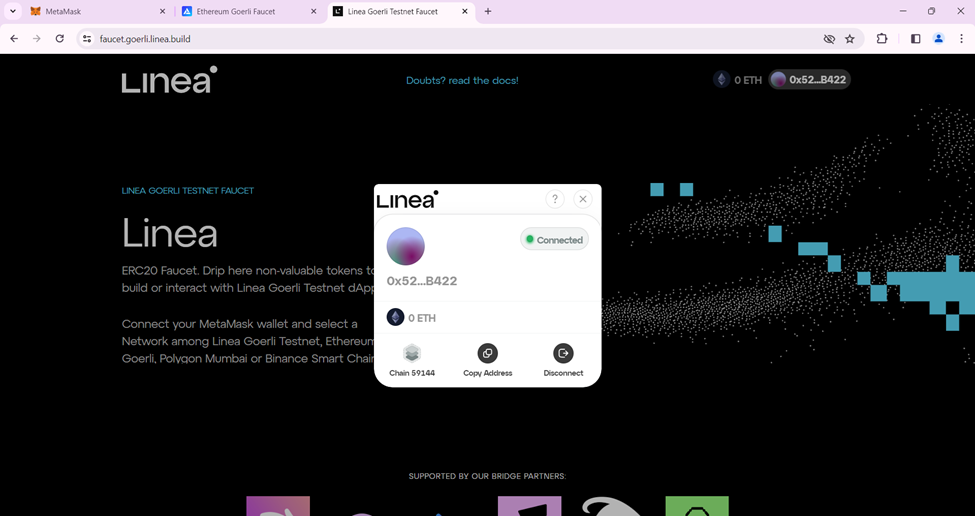 MetaMask
Ethereum Goerli Faucet
Linea Goerli Testnet Faucet
faucet.goerli.linea.build
Linea
Doubts? read the docs!
0 ETH
0x52...B422
LINEA GOERLI TESTNET FAUCET
Linea
ERC20 Faucet. Drip here non-valuable tokens to
build or interact with Linea Goerli Testnet dApp
Connect your MetaMask wallet and select a
Network among Linea Goerli Testnet, Ethereum
Goerli, Polygon Mumbai or Binance Smart Chain
Linea
?
Connected
0x52...B422
0 ETH
Chain 59144
Copy Address
Disconnect
SUPPORTED BY OUR BRIDGE PARTNERS: